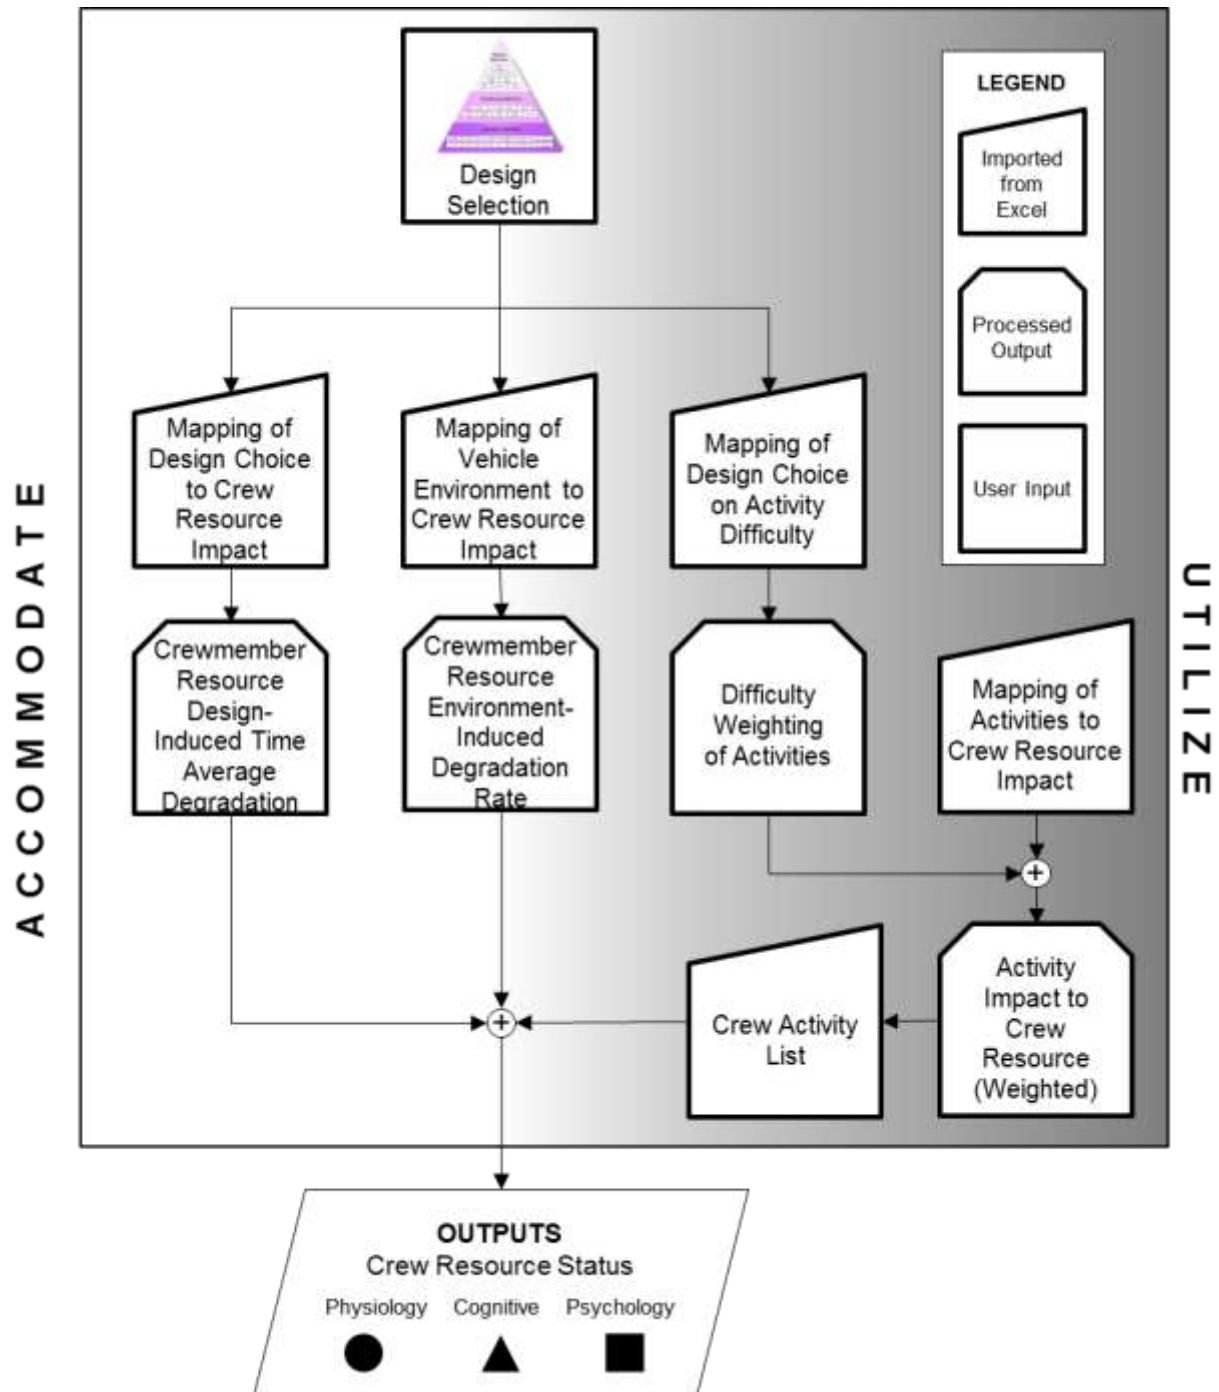 Design
Selection
LEGEND
Imported
from
Excel
Processed
Output
User Input
ACCOMMODATE
UTILIZE
Mapping of
Design Choice
to Crew
Resource
Impact
Mapping of
Vehicle
Environment to
Crew Resource
Impact
Mapping of
Design Choice
on Activity
Difficulty
Crewmember
Resource
Design-
Induced Time
Average
Degradation
Crewmember
Resource
Environment-
Induced
Degradation
Rate
Difficulty
Weighting
of Activities
Mapping of
Activities to
Crew Resource
Impact
+
Activity
Impact to
Crew
Resource
(Weighted)
Crew Activity
List
+
OUTPUTS
Crew Resource Status
Physiology Cognitive Psychology